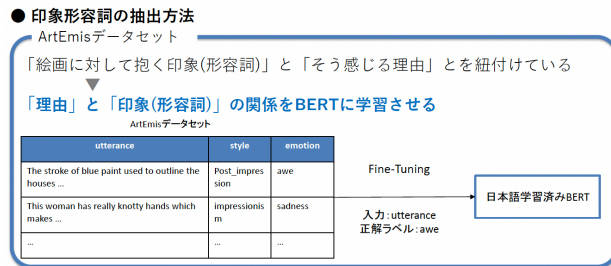 ● 印象形容詞の抽出方法
ArtEmisデータセット
「絵画に対して抱く印象(形容詞)」と「そう感じる理由」とを紐付けている
「理由」と「印象(形容詞)」の関係をBERTに学習させる
ArtEmisデータセット
utterance style emotion
The stroke of blue paint used to outline the houses ... Post_impres sion awe
This woman has really knotty hands which makes ... impressionis m sadness
... ... ...
Fine-Tuning
入力：utterance
正解ラベル：awe
日本語学習済みBERT